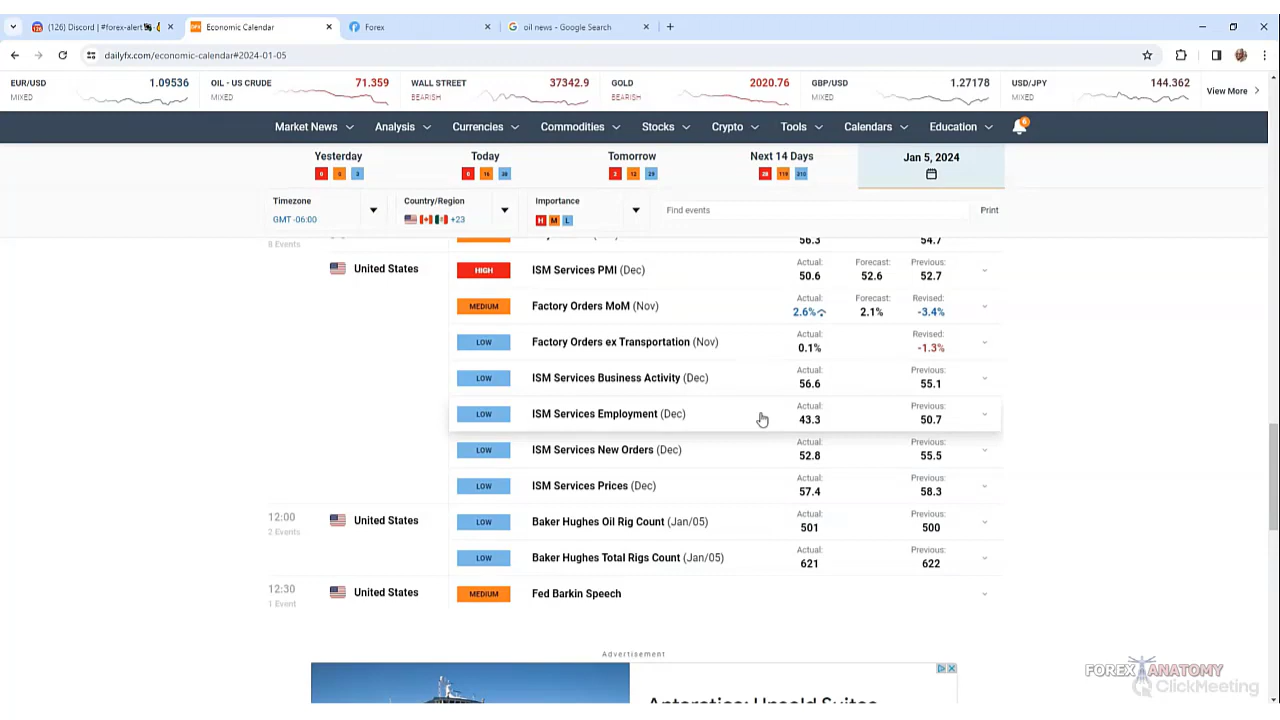 (126) Discord | #forex-alert
Economic Calendar
Forex
oil news - Google Search
dailyfx.com/economic-calendar#2024-01-05
EUR/USD 1.09536 OIL - US CRUDE 71.359 WALL STREET 37342.9 GOLD 2020.76 GBP/USD 1.27178 USD/JPY 144.362 View More
MIXED MIXED BEARISH BEARISH MIXED MIXED
Market News Analysis Currencies Commodities Stocks Crypto Tools Calendars Education 6
Yesterday Today Tomorrow Next 14 Days Jan 5, 2024
Timezone Country/Region Importance
GMT -06:00 +23 H M L Find events Print
8 Events 56.3 54.7
United States HIGH ISM Services PMI (Dec) Actual: 50.6 Forecast: 52.6 Previous: 52.7
MEDIUM Factory Orders MoM (Nov) Actual: 2.6% Forecast: 2.1% Revised: -3.4%
LOW Factory Orders ex Transportation (Nov) Actual: 0.1% Revised: -1.3%
LOW ISM Services Business Activity (Dec) Actual: 56.6 Previous: 55.1
LOW ISM Services Employment (Dec) Actual: 43.3 Previous: 50.7
LOW ISM Services New Orders (Dec) Actual: 52.8 Previous: 55.5
LOW ISM Services Prices (Dec) Actual: 57.4 Previous: 58.3
12:00 2 Events United States LOW Baker Hughes Oil Rig Count (Jan/05) Actual: 501 Previous: 500
LOW Baker Hughes Total Rigs Count (Jan/05) Actual: 621 Previous: 622
12:30 1 Event United States MEDIUM Fed Barkin Speech
Advertisement
FOREX ANATOMY
ClickMeeting